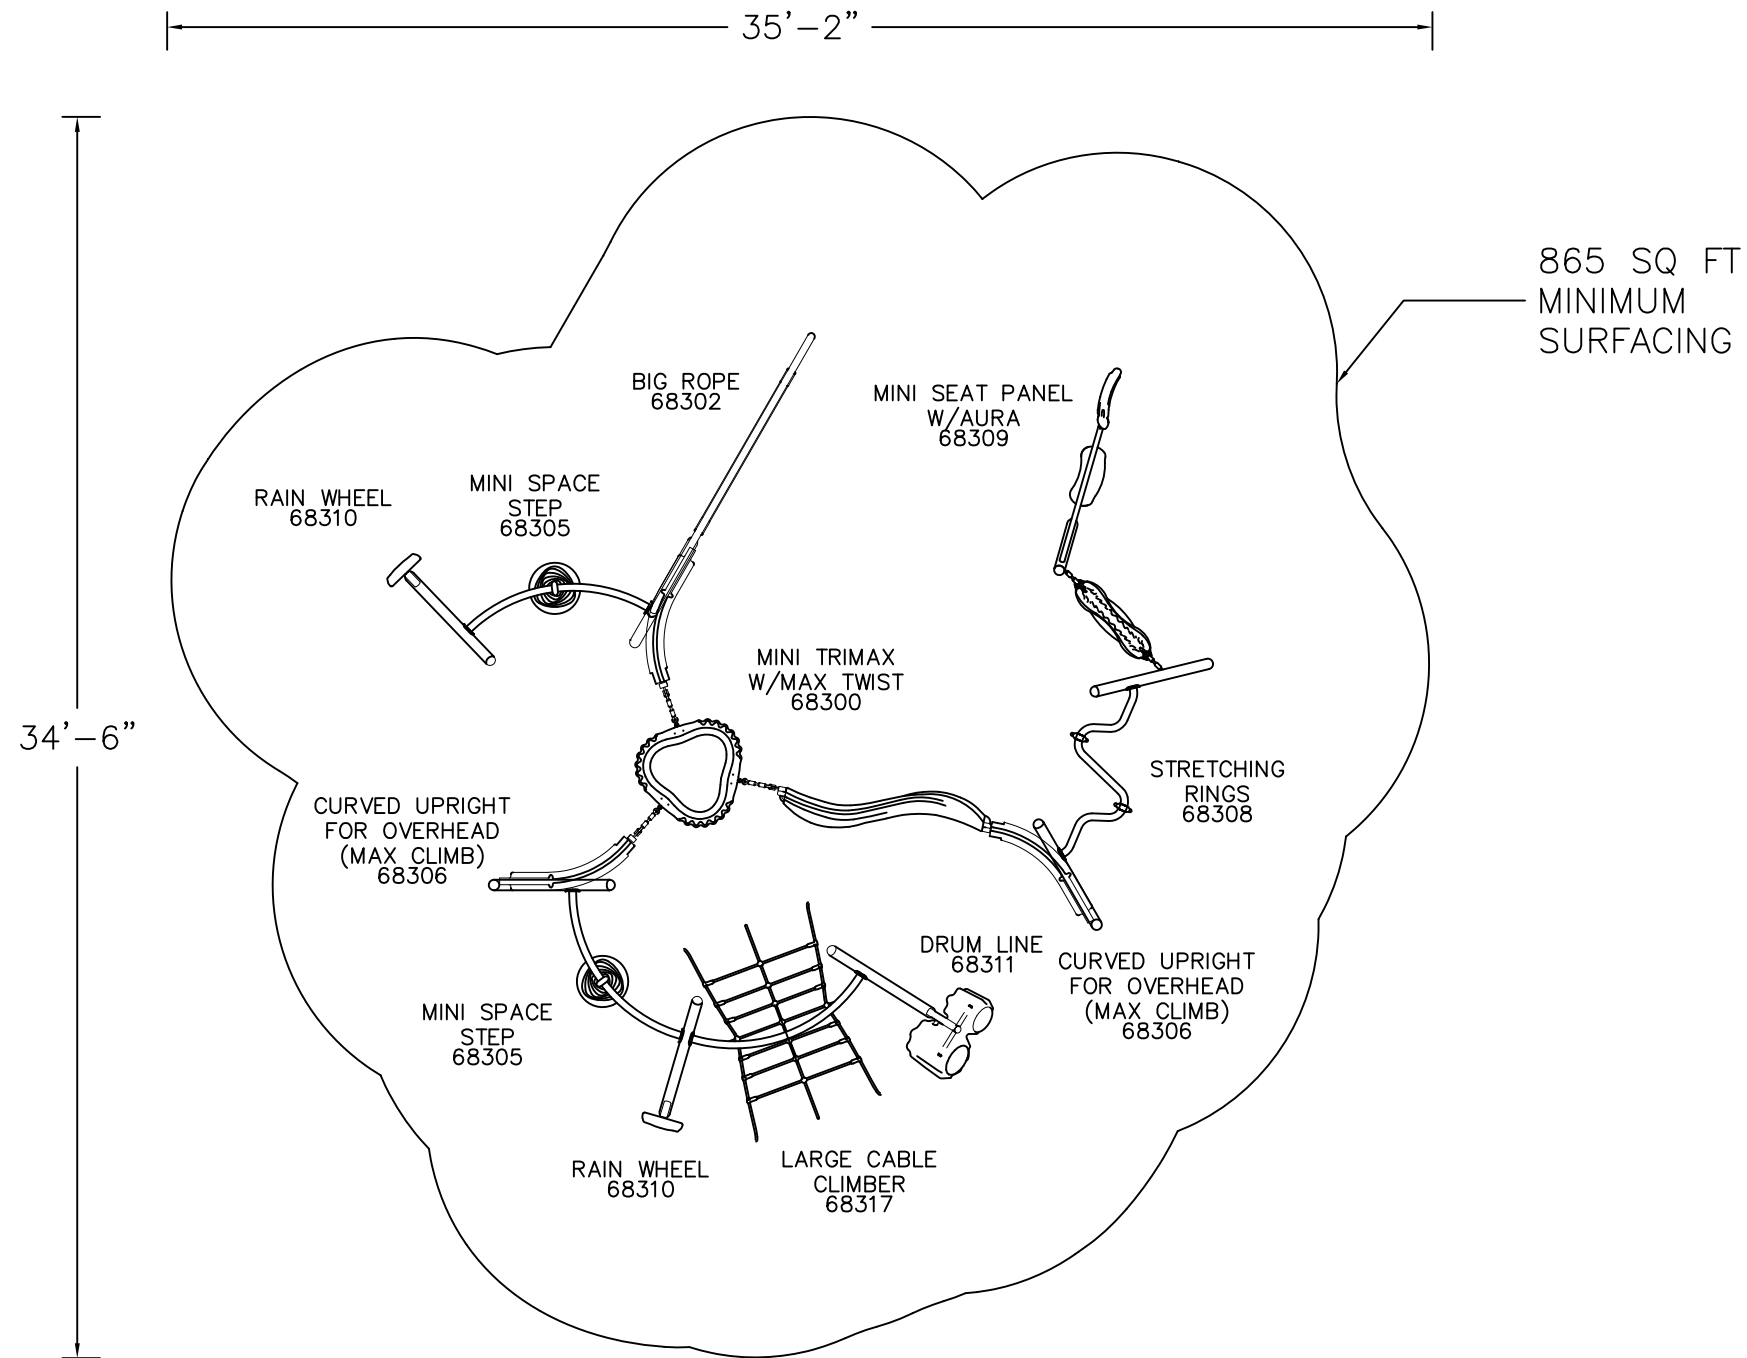 35'-2"
865 SQ FT
MINIMUM
SURFACING
BIG ROPE
68302
MINI SEAT PANEL
W/AURA
68309
RAIN WHEEL
68310
MINI SPACE
STEP
68305
MINI TRIMAX
W/MAX TWIST
68300
34'-6"
STRETCHING
RINGS
68308
CURVED UPRIGHT
FOR OVERHEAD
(MAX CLIMB)
68306
DRUM LINE
68311
CURVED UPRIGHT
FOR OVERHEAD
(MAX CLIMB)
68306
MINI SPACE
STEP
68305
RAIN WHEEL
68310
LARGE CABLE
CLIMBER
68317